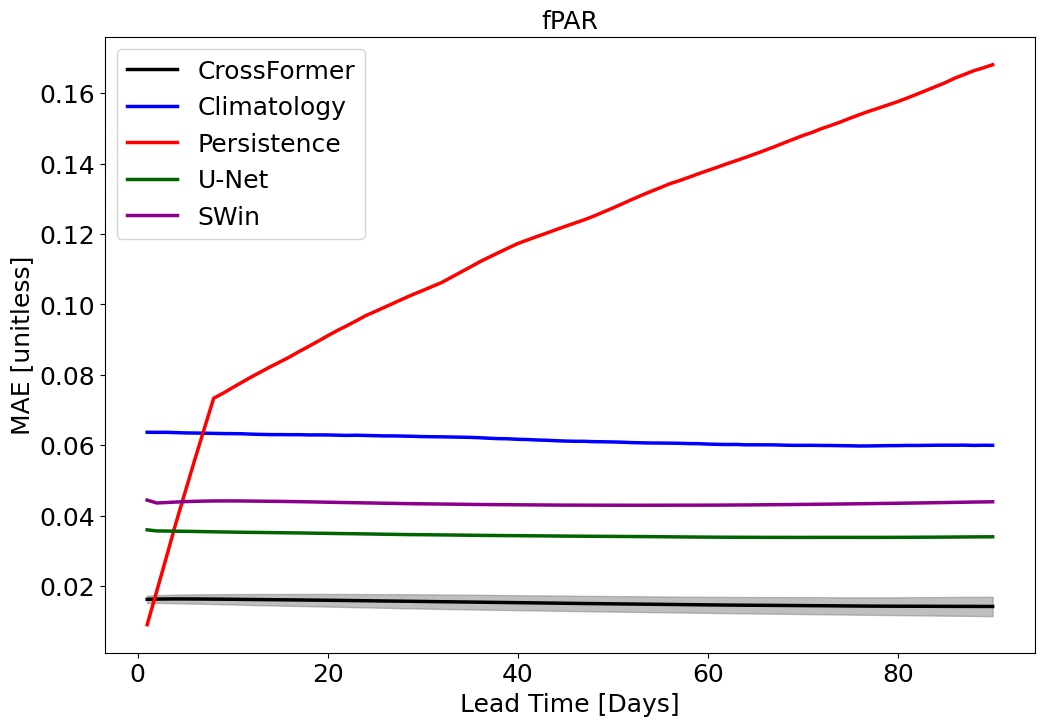 fPAR
CrossFormer
Climatology
Persistence
U-Net
SWin
MAE [unitless]
0.16
0.14
0.12
0.10
0.08
0.06
0.04
0.02
0 20 40 60 80
Lead Time [Days]